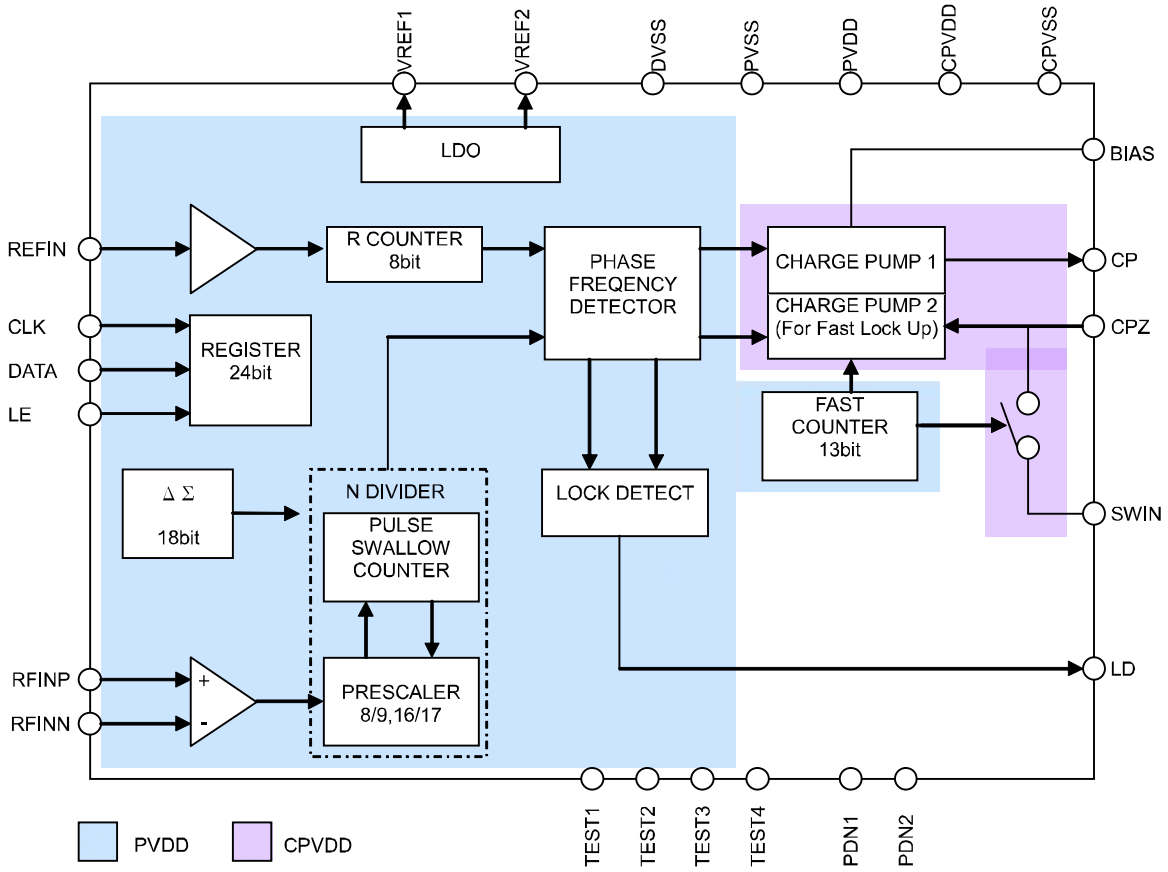 VREF1
VREF2
DVSS
PVSS
PVDD
CPVDD
CPVSS
LDO
BIAS
REFIN
R COUNTER
8bit
PHASE
FREQENCY
DETECTOR
CHARGE PUMP 1
CP
CHARGE PUMP 2
(For Fast Lock Up)
CPZ
CLK
DATA
LE
REGISTER
24bit
FAST
COUNTER
13bit
Δ Σ
18bit
N DIVIDER
PULSE
SWALLOW
COUNTER
LOCK DETECT
SWIN
RFINP
RFINN
+
-
PRESCALER
8/9,16/17
LD
TEST1
TEST2
TEST3
TEST4
PDN1
PDN2
PVDD
CPVDD